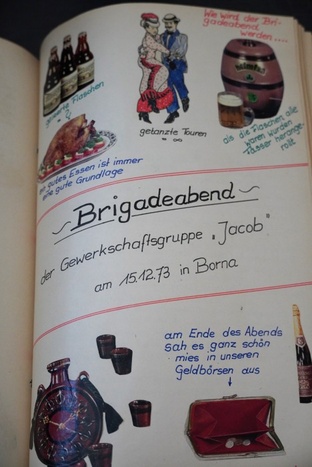 Wie wird der Bri-
gadeabend
werden....
geleerte Flaschen
= ∞
getanzte Touren
= ∞
als die Flaschen alle
waren wurden
Fässer herange-
rollt
ein gutes Essen ist immer
eine gute Grundlage
~ Brigadeabend ~
der Gewerkschaftsgruppe „Jacob"
am 15.12.73 in Borna
am Ende des Abends
sah es ganz schön
mies in unseren
Geldbörsen aus